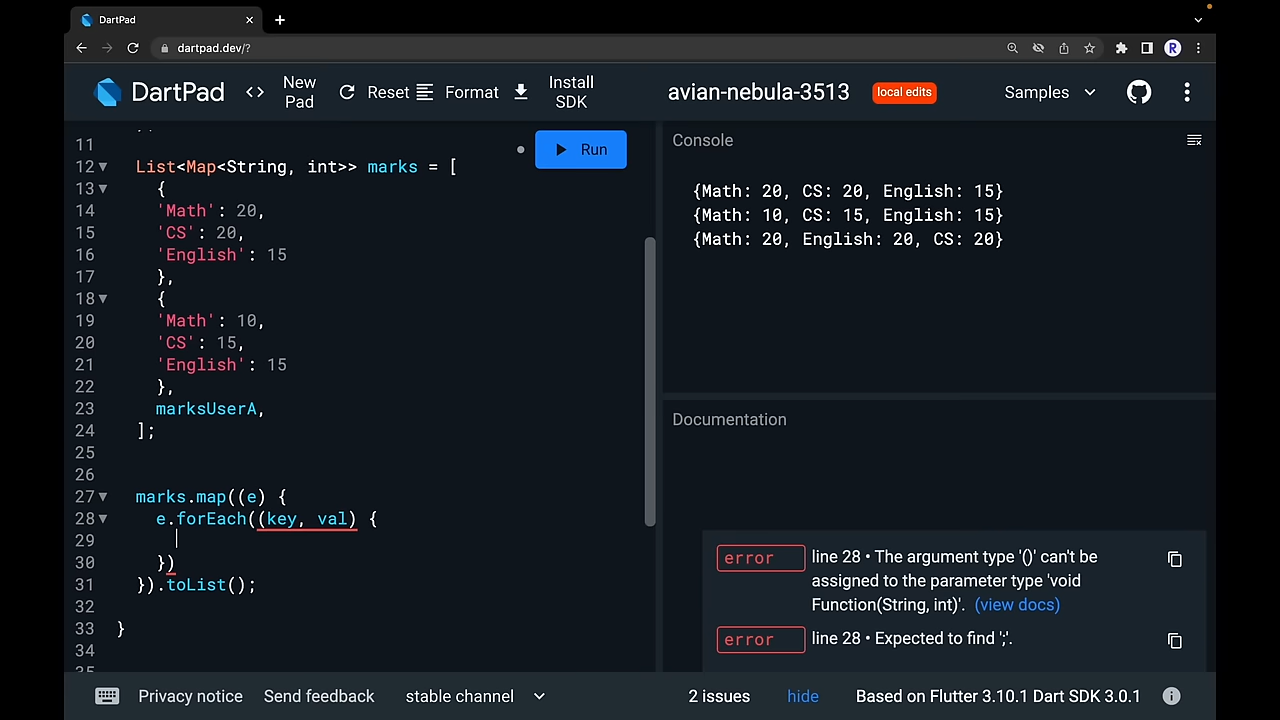 DartPad
dartpad.dev/?
R
DartPad
<>
New Pad
Reset
Format
Install SDK
avian-nebula-3513
local edits
Samples
11
12 List<Map<String, int>> marks = [
13 {
14 'Math': 20,
15 'CS': 20,
16 'English': 15
17 },
18 {
19 'Math': 10,
20 'CS': 15,
21 'English': 15
22 },
23 marksUserA,
24 ];
25
26
27 marks.map((e) {
28 e.forEach((key, val) {
29
30 })
31 }).toList();
32
33 }
34
35
Run
Console
{Math: 20, CS: 20, English: 15}
{Math: 10, CS: 15, English: 15}
{Math: 20, English: 20, CS: 20}
Documentation
error line 28 • The argument type '()' can't be
assigned to the parameter type 'void
Function(String, int)'. (view docs)
error line 28 • Expected to find ';'.
Privacy notice
Send feedback
stable channel
2 issues
hide
Based on Flutter 3.10.1 Dart SDK 3.0.1